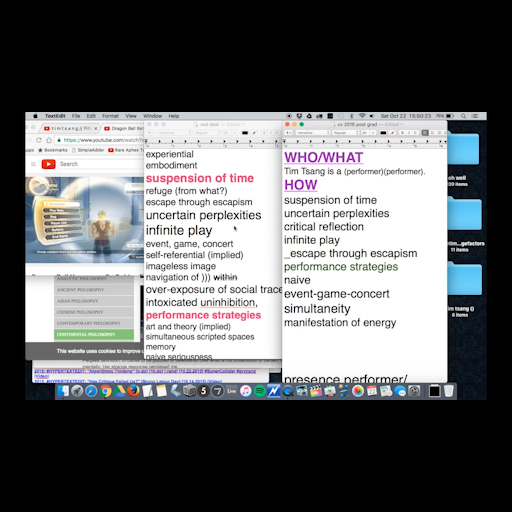 TextEdit File Edit Format View Window Help
Sat Oct 22 15:50:33
Dragon Ball
https://www.youtube.com/watch
Bookmarks SimpleAdder Rare Aphex
Search
ANCIENT PHILOSOPHY
ASIAN PHILOSOPHY
CHINESE PHILOSOPHY
CONTEMPORARY PHILOSOPHY
CONTINENTAL PHILOSOPHY
This website uses cookies to improve
experiential
embodiment
suspension of time
refuge (from what?)
escape through escapism
uncertain perplexities
infinite play
event, game, concert
self-referential (implied)
imageless image
navigation of ))) within
over-exposure of social trace
intoxicated uninhibition,
performance strategies
art and theory (implied)
simultaneous scripted spaces
memory
naive seriousness
cv 2016 post grad
WHO/WHAT
Tim Tsang is a (performer)(performer).
HOW
suspension of time
uncertain perplexities
critical reflection
infinite play
_escape through escapism
performance strategies
naive
event-game-concert
simultaneity
manifestation of energy
presence performer/
ch well
20 items
11 items
tim tsang ()
8 items